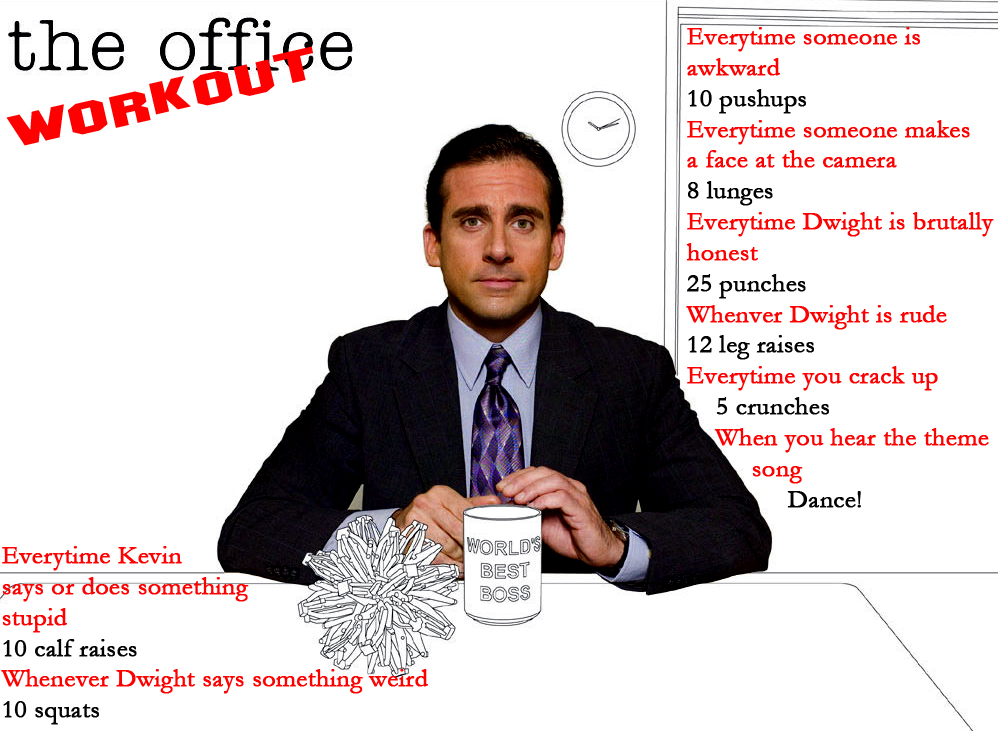 the office
WORKOUT
Everytime someone is
awkward
10 pushups
Everytime someone makes
a face at the camera
8 lunges
Everytime Dwight is brutally
honest
25 punches
Whenver Dwight is rude
12 leg raises
Everytime you crack up
5 crunches
When you hear the theme
song
Dance!
WORLD'S
BEST
BOSS
Everytime Kevin
says or does something
stupid
10 calf raises
Whenever Dwight says something weird
10 squats